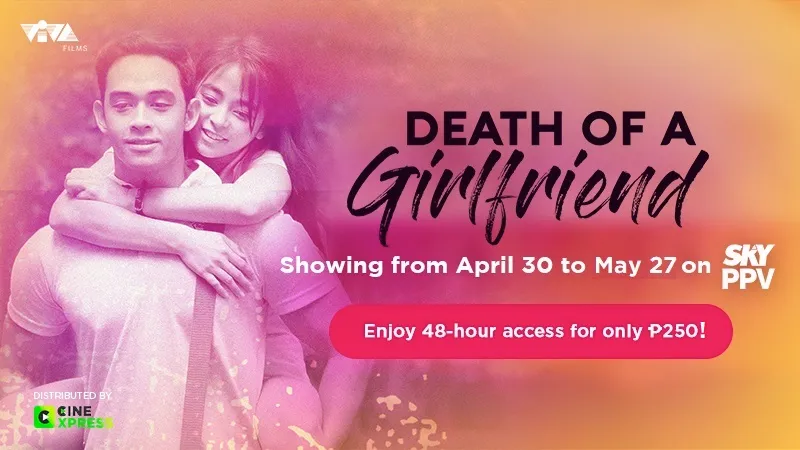 VIVA
FILMS
DEATH OF A
Girlfriend
Showing from April 30 to May 27 on SKY PPV
Enjoy 48-hour access for only ₱250!
DISTRIBUTED BY
CINE
XPRESS